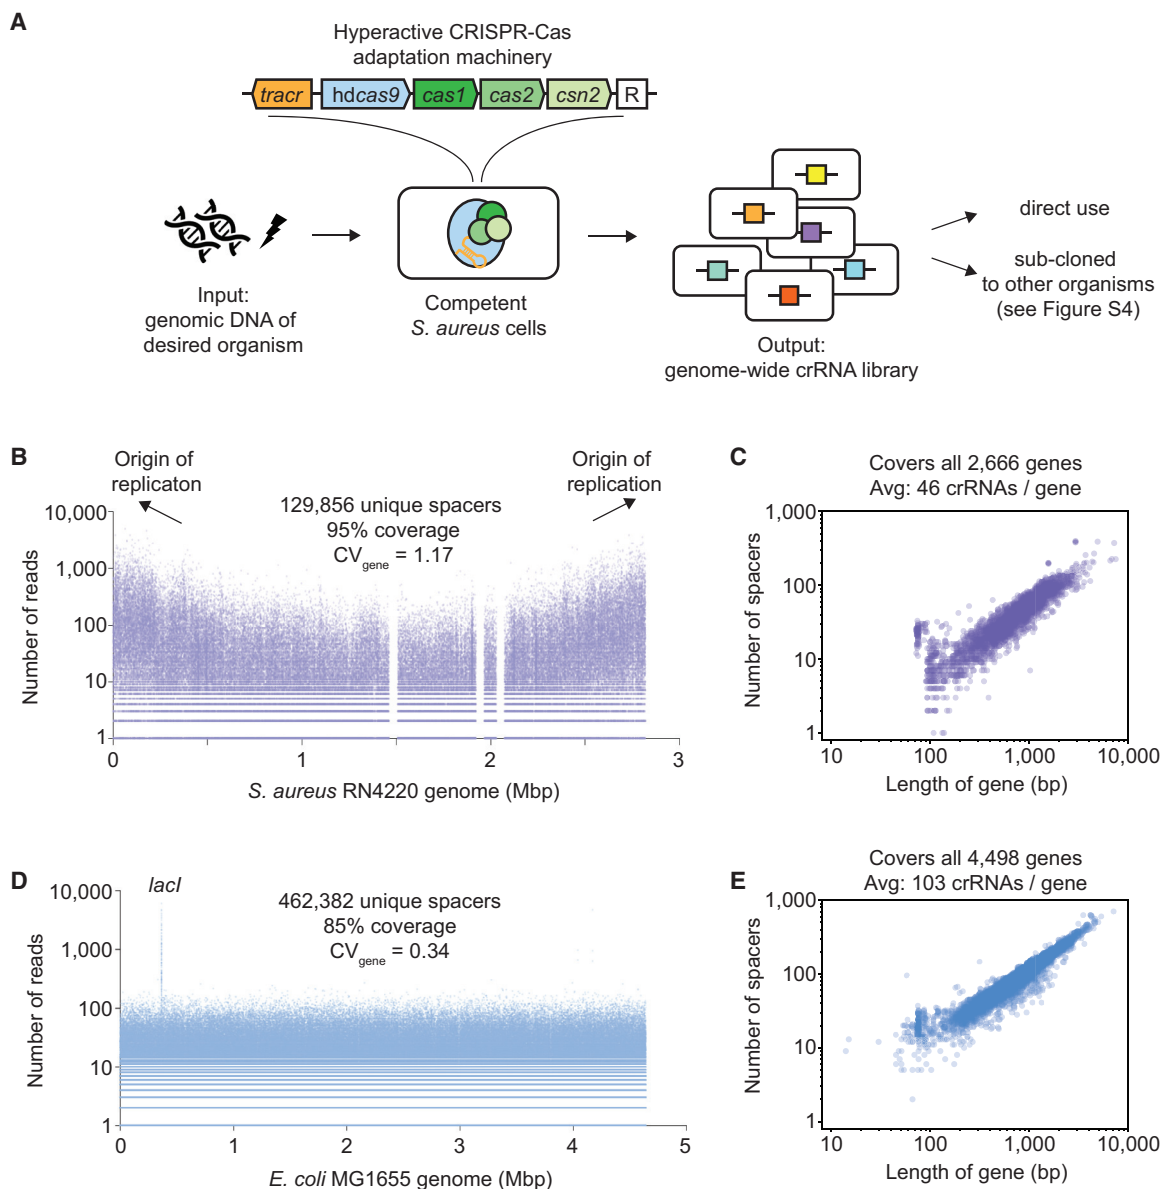 A
Hyperactive CRISPR-Cas
adaptation machinery
tracr hdcas9 cas1 cas2 csn2 R
Input:
genomic DNA of
desired organism
Competent
S. aureus cells
Output:
genome-wide crRNA library
direct use
sub-cloned
to other organisms
(see Figure S4)
B
Origin of
replicaton
Origin of
replication
129,856 unique spacers
95% coverage
CVgene = 1.17
Number of reads
10,000
1,000
100
10
1
0 1 2 3
S. aureus RN4220 genome (Mbp)
C
Covers all 2,666 genes
Avg: 46 crRNAs / gene
Number of spacers
1,000
100
10
1
10 100 1,000 10,000
Length of gene (bp)
D
lacI
462,382 unique spacers
85% coverage
CVgene = 0.34
Number of reads
10,000
1,000
100
10
1
0 1 2 3 4 5
E. coli MG1655 genome (Mbp)
E
Covers all 4,498 genes
Avg: 103 crRNAs / gene
Number of spacers
1,000
100
10
1
10 100 1,000 10,000
Length of gene (bp)